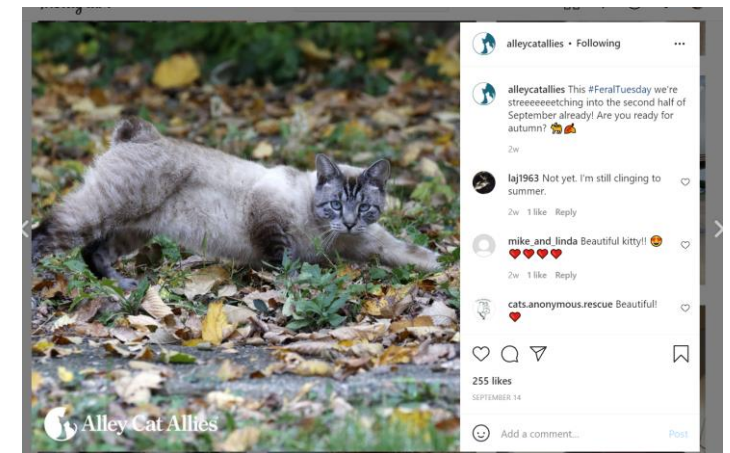 alleycatallies • Following
alleycatallies This #FeralTuesday we're
streeeeeeetching into the second half of
September already! Are you ready for
autumn?
2w
laj1963 Not yet. I'm still clinging to
summer.
2w 1 like Reply
mike_and_linda Beautiful kitty!!
2w 1 like Reply
cats.anonymous.rescue Beautiful!
255 likes
SEPTEMBER 14
Add a comment... Post
Alley Cat Allies